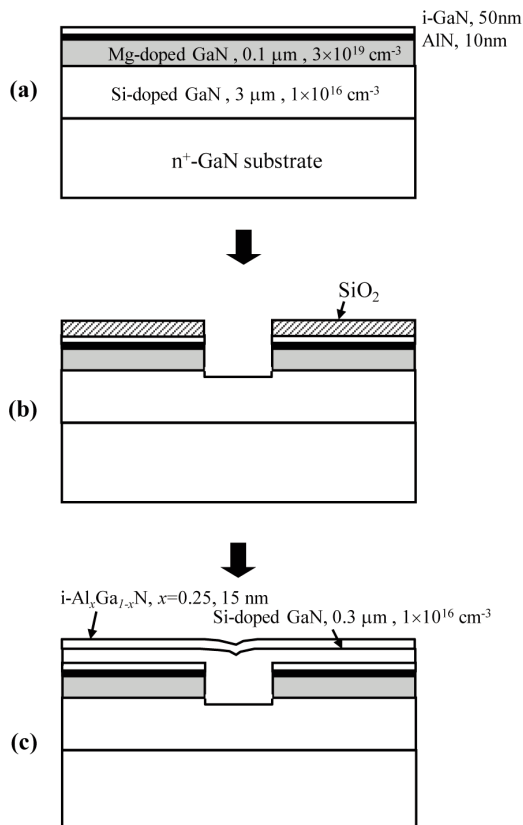 i-GaN, 50nm
AlN, 10nm
Mg-doped GaN , 0.1 μm , 3×10¹⁹ cm⁻³
(a)
Si-doped GaN , 3 μm , 1×10¹⁶ cm⁻³
n⁺-GaN substrate
SiO₂
(b)
i-AlₓGa₁₋ₓN, x=0.25, 15 nm
Si-doped GaN, 0.3 μm , 1×10¹⁶ cm⁻³
(c)